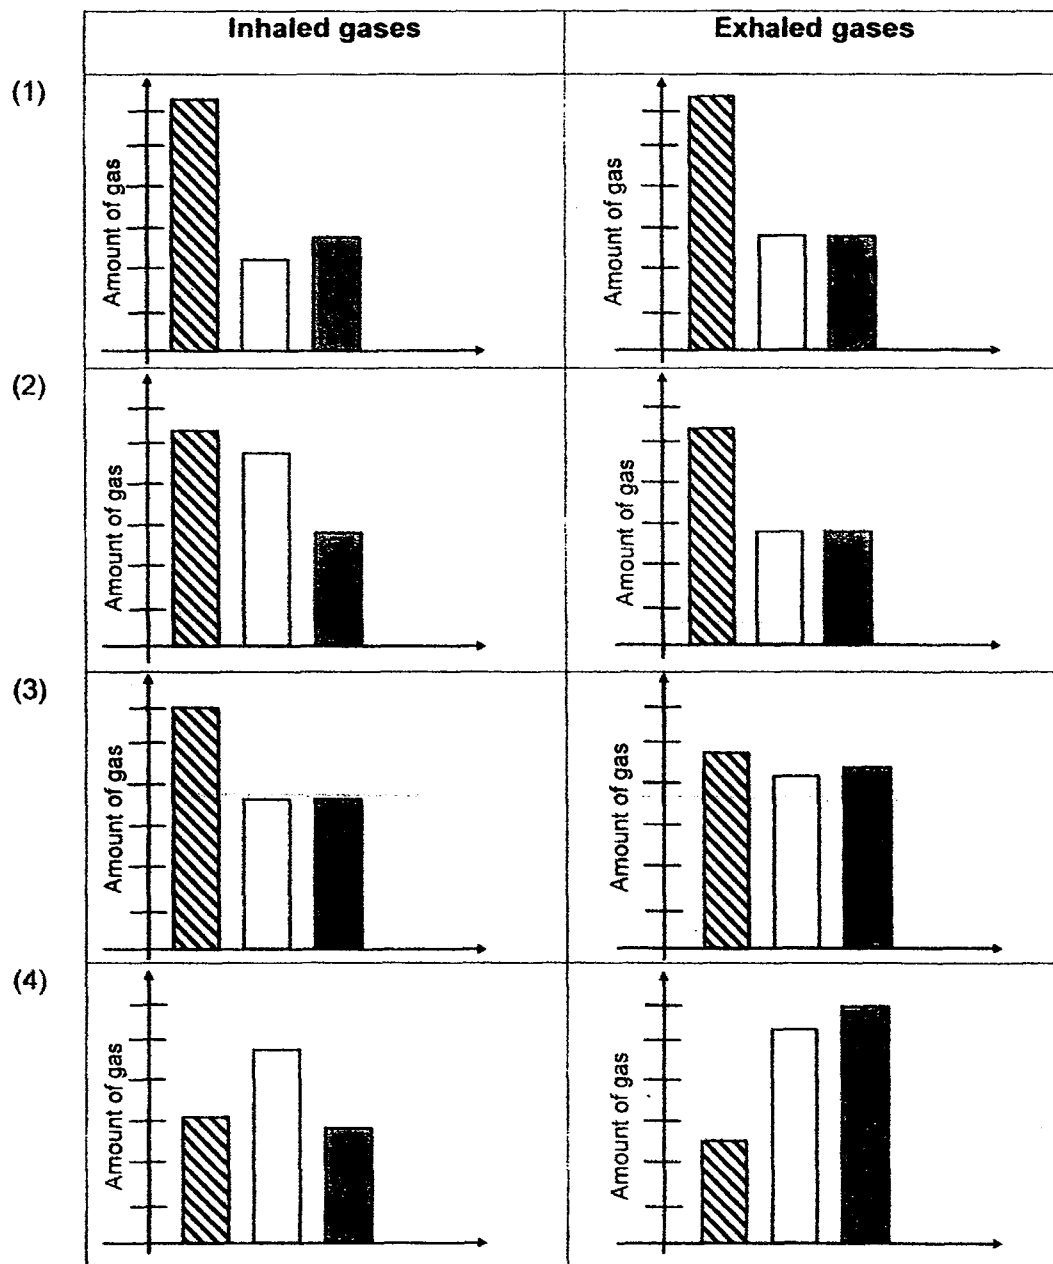 Inhaled gases Exhaled gases
(1)
Amount of gas Amount of gas
(2)
Amount of gas Amount of gas
(3)
Amount of gas Amount of gas
(4)
Amount of gas Amount of gas